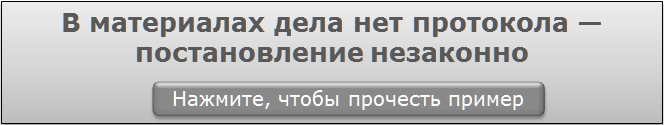 В материалах дела нет протокола —
постановление незаконно
Нажмите, чтобы прочесть пример